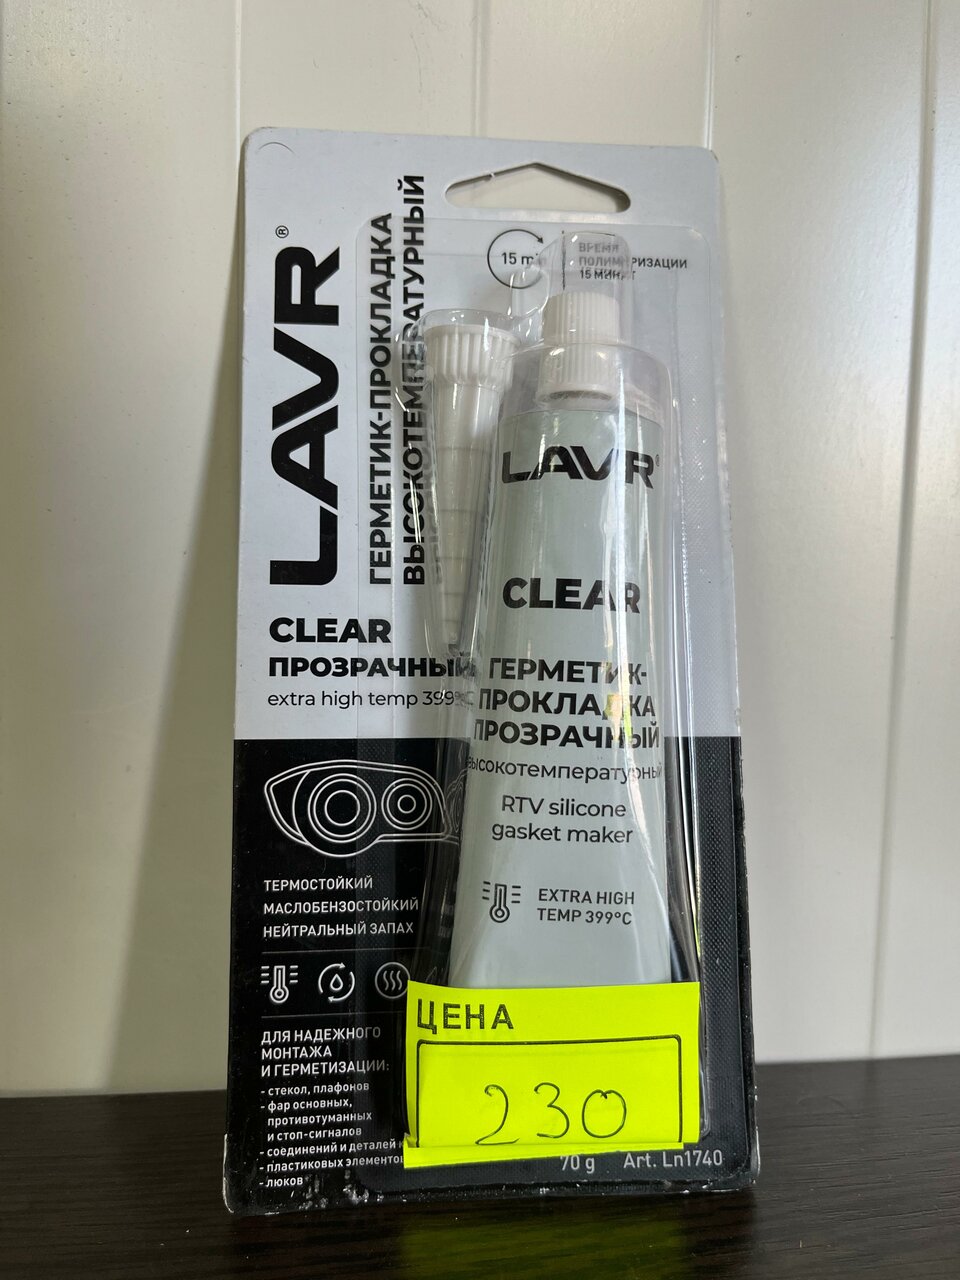 LAVR®
ГЕРМЕТИК-ПРОКЛАДКА
ВЫСОКОТЕМПЕРАТУРНЫЙ
CLEAR
ПРОЗРАЧНЫЙ
extra high temp 399°C
15 min
ВРЕМЯ
ПОЛИМЕРИЗАЦИИ
15 МИНУТ
LAVR®
CLEAR
ГЕРМЕТИК-
ПРОКЛАДКА
ПРОЗРАЧНЫЙ
высокотемпературный
RTV silicone
gasket maker
EXTRA HIGH
TEMP 399°C
ТЕРМОСТОЙКИЙ
МАСЛОБЕНЗОСТОЙКИЙ
НЕЙТРАЛЬНЫЙ ЗАПАХ
ДЛЯ НАДЕЖНОГО
МОНТАЖА
И ГЕРМЕТИЗАЦИИ:
- стекол, плафонов
- фар основных,
противотуманных
и стоп-сигналов
- соединений и деталей
- пластиковых элементов
- люков
ЦЕНА
230
70 g Art. Ln1740